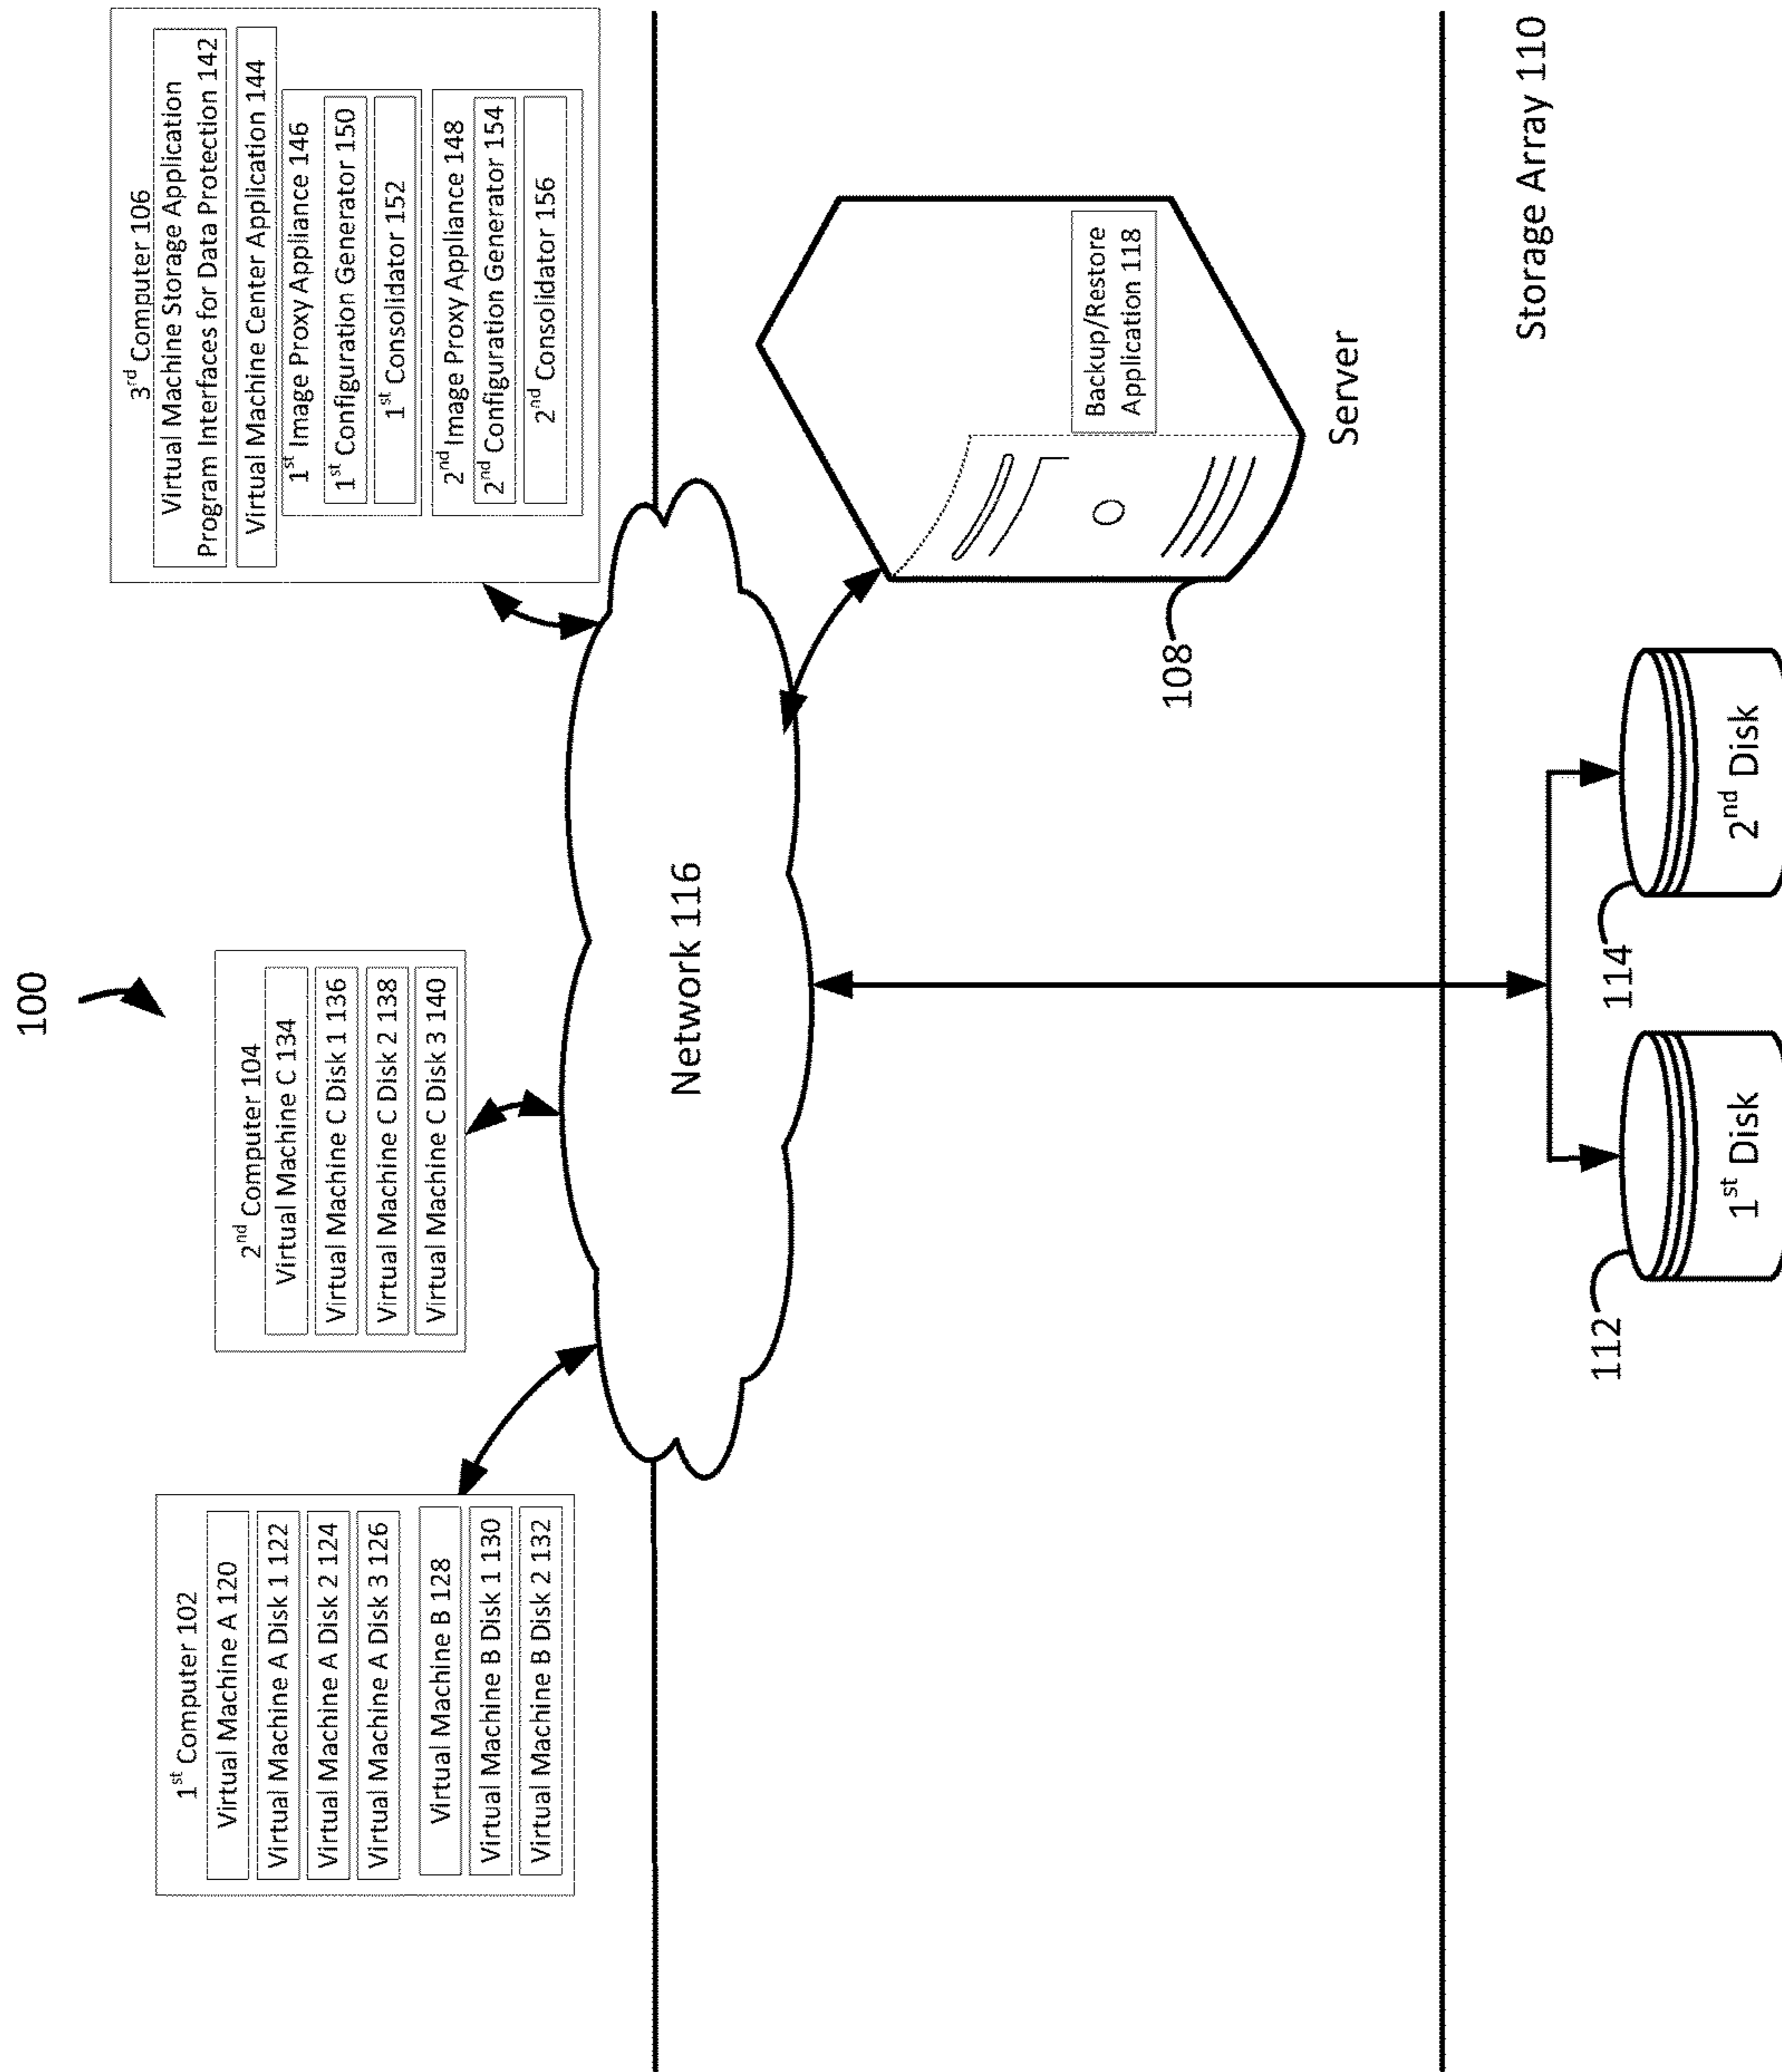 100
1st Computer 102
Virtual Machine A 120
Virtual Machine A Disk 1 122
Virtual Machine A Disk 2 124
Virtual Machine A Disk 3 126
Virtual Machine B 128
Virtual Machine B Disk 1 130
Virtual Machine B Disk 2 132
2nd Computer 104
Virtual Machine C 134
Virtual Machine C Disk 1 136
Virtual Machine C Disk 2 138
Virtual Machine C Disk 3 140
3rd Computer 106
Virtual Machine Storage Application
Program Interfaces for Data Protection 142
Virtual Machine Center Application 144
1st Image Proxy Appliance 146
1st Configuration Generator 150
1st Consolidator 152
2nd Image Proxy Appliance 148
2nd Configuration Generator 154
2nd Consolidator 156
Network 116
Backup/Restore
Application 118
108
Server
Storage Array 110
112
1st Disk
114
2nd Disk